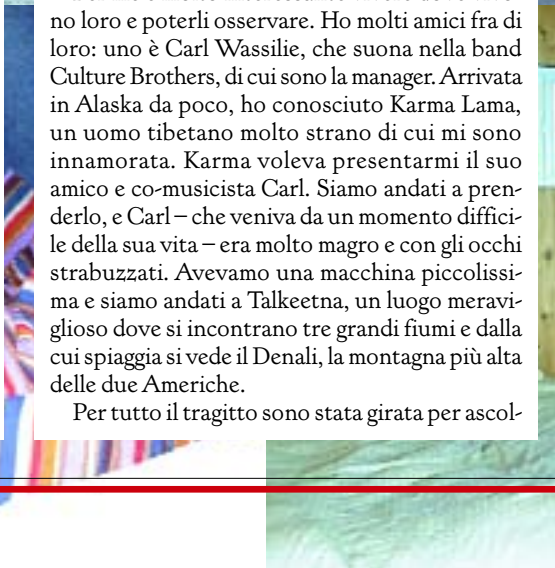 no loro e poterli osservare. Ho molti amici fra di
loro: uno è Carl Wassilie, che suona nella band
Culture Brothers, di cui sono la manager. Arrivata
in Alaska da poco, ho conosciuto Karma Lama,
un uomo tibetano molto strano di cui mi sono
innamorata. Karma voleva presentarmi il suo
amico e co-musicista Carl. Siamo andati a pren-
derlo, e Carl – che veniva da un momento diffici-
le della sua vita – era molto magro e con gli occhi
strabuzzati. Avevamo una macchina piccolissi-
ma e siamo andati a Talkeetna, un luogo meravi-
glioso dove si incontrano tre grandi fiumi e dalla
cui spiaggia si vede il Denali, la montagna più alta
delle due Americhe.
Per tutto il tragitto sono stata girata per ascol-